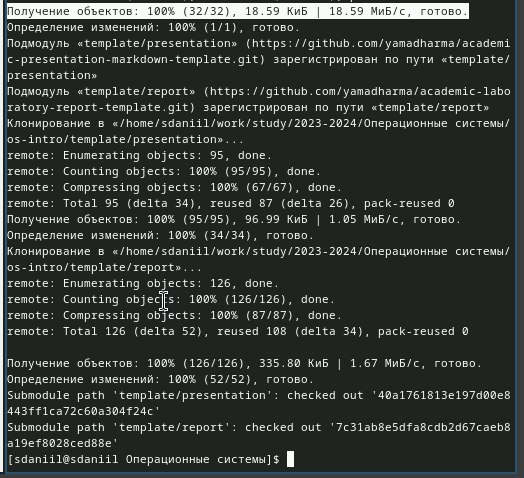 Получение объектов: 100% (32/32), 18.59 КиБ | 18.59 МиБ/с, готово.
Определение изменений: 100% (1/1), готово.
Подмодуль «template/presentation» (https://github.com/yamadharma/academi
c-presentation-markdown-template.git) зарегистрирован по пути «template/
presentation»
Подмодуль «template/report» (https://github.com/yamadharma/academic-labo
ratory-report-template.git) зарегистрирован по пути «template/report»
Клонирование в «/home/sdaniil/work/study/2023-2024/Операционные системы/
os-intro/template/presentation»...
remote: Enumerating objects: 95, done.
remote: Counting objects: 100% (95/95), done.
remote: Compressing objects: 100% (67/67), done.
remote: Total 95 (delta 34), reused 87 (delta 26), pack-reused 0
Получение объектов: 100% (95/95), 96.99 КиБ | 1.05 МиБ/с, готово.
Определение изменений: 100% (34/34), готово.
Клонирование в «/home/sdaniil/work/study/2023-2024/Операционные системы/
os-intro/template/report»...
remote: Enumerating objects: 126, done.
remote: Counting objects: 100% (126/126), done.
remote: Compressing objects: 100% (87/87), done.
remote: Total 126 (delta 52), reused 108 (delta 34), pack-reused 0
Получение объектов: 100% (126/126), 335.80 КиБ | 1.67 МиБ/с, готово.
Определение изменений: 100% (52/52), готово.
Submodule path 'template/presentation': checked out '40a1761813e197d00e8
443ff1ca72c60a304f24c'
Submodule path 'template/report': checked out '7c31ab8e5dfa8cdb2d67caeb8
a19ef8028ced88e'
[sdaniil@sdaniil Операционные системы]$